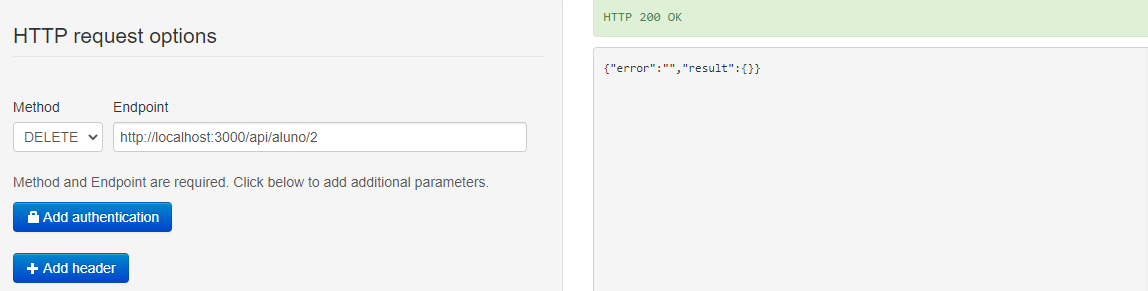 HTTP request options
Method Endpoint
DELETE http://localhost:3000/api/aluno/2
Method and Endpoint are required. Click below to add additional parameters.
Add authentication
Add header
HTTP 200 OK
{"error":"","result":{}}